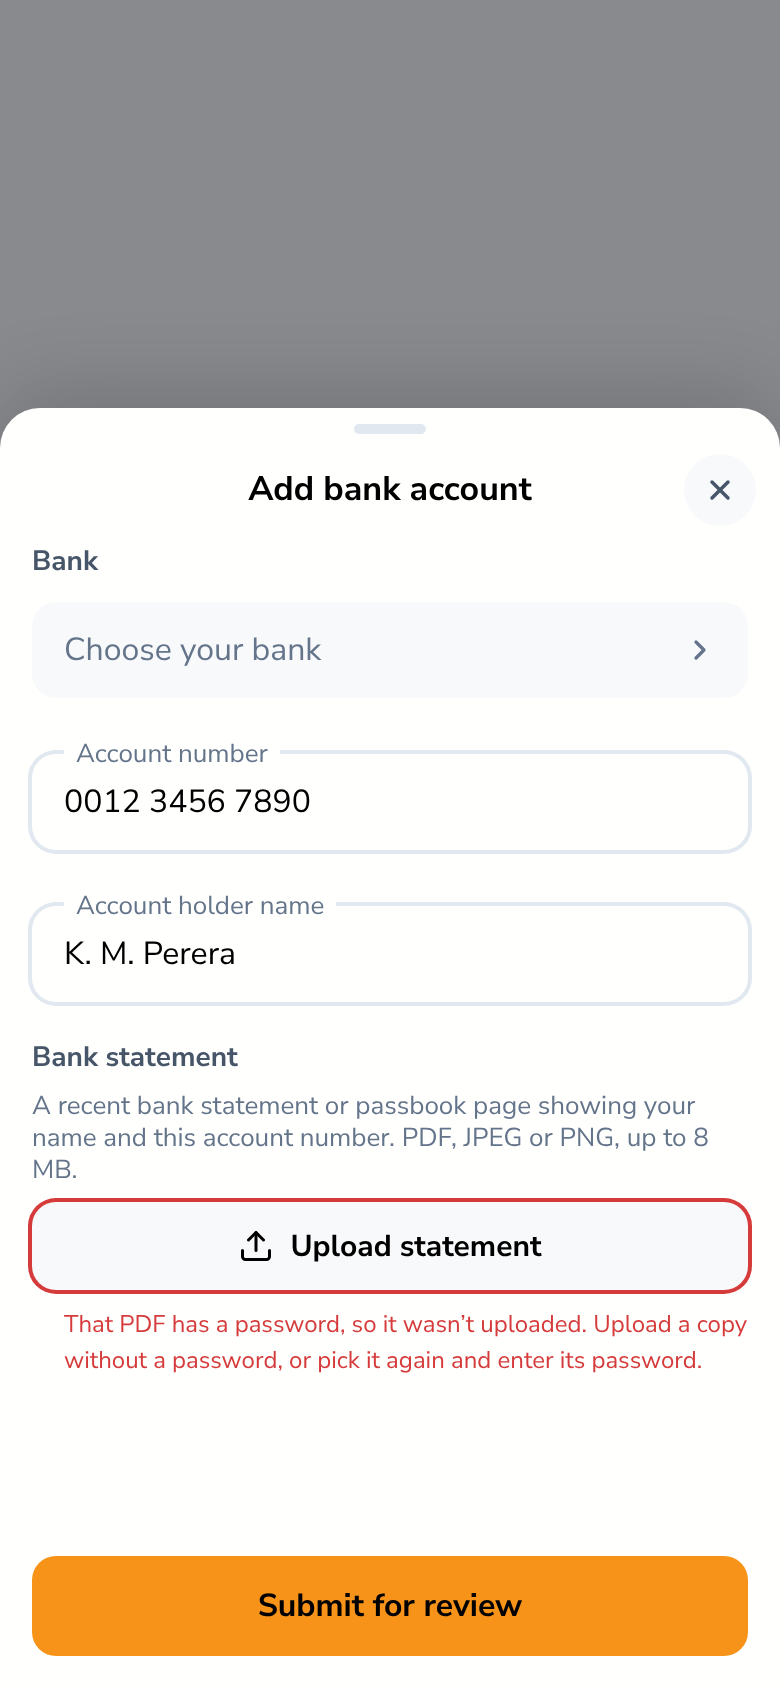 Add bank account
Bank
Choose your bank
Account number
0012 3456 7890
Account holder name
K. M. Perera
Bank statement
A recent bank statement or passbook page showing your
name and this account number. PDF, JPEG or PNG, up to 8
MB.
Upload statement
That PDF has a password, so it wasn’t uploaded. Upload a copy
without a password, or pick it again and enter its password.
Submit for review